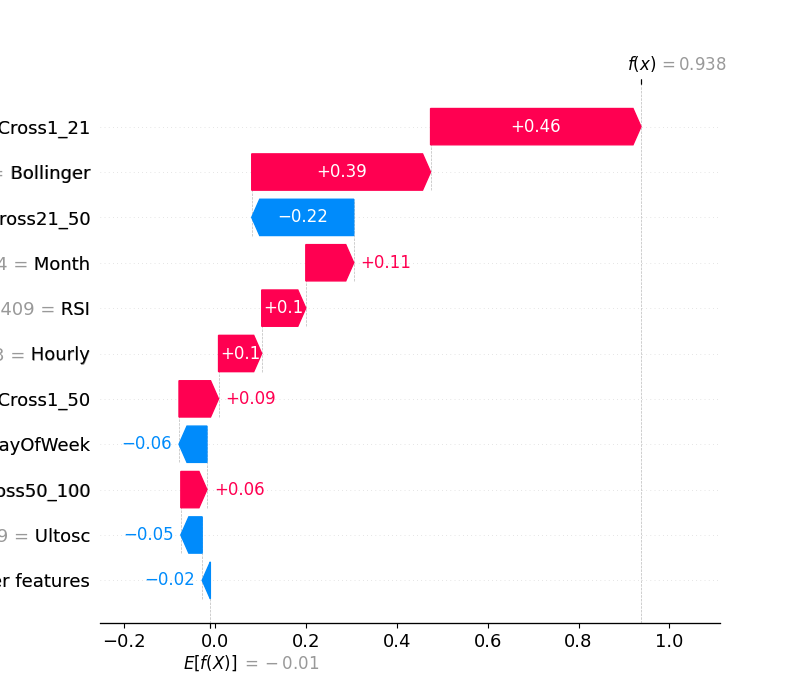 f(x) = 0.938
Cross1_21
+0.46
= Bollinger
+0.39
ross21_50
−0.22
4 = Month
+0.11
409 = RSI
+0.1
3 = Hourly
+0.1
Cross1_50
+0.09
ayOfWeek
−0.06
oss50_100
+0.06
9 = Ultosc
−0.05
er features
−0.02
−0.2 0.0 0.2 0.4 0.6 0.8 1.0
E[f(X)] = −0.01